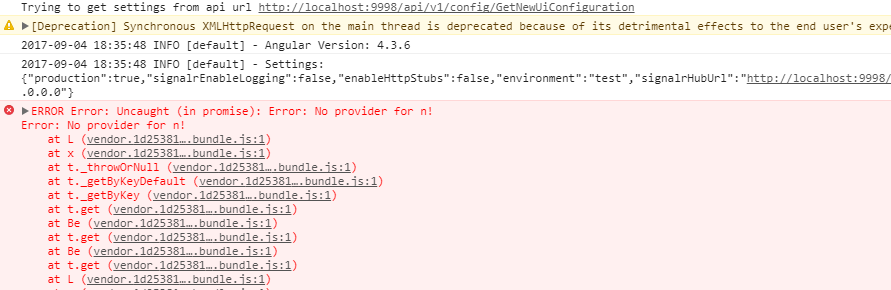 Trying to get settings from api url http://localhost:9998/api/v1/config/GetNewUiConfiguration
▶[Deprecation] Synchronous XMLHttpRequest on the main thread is deprecated because of its detrimental effects to the end user's expe
2017-09-04 18:35:48 INFO [default] - Angular Version: 4.3.6
2017-09-04 18:35:48 INFO [default] - Settings:
{"production":true,"signalrEnableLogging":false,"enableHttpStubs":false,"environment":"test","signalrHubUrl":"http://localhost:9998/
.0.0.0"}
▶ERROR Error: Uncaught (in promise): Error: No provider for n!
Error: No provider for n!
at L (vendor.1d25381….bundle.js:1)
at x (vendor.1d25381….bundle.js:1)
at t._throwOrNull (vendor.1d25381….bundle.js:1)
at t._getByKeyDefault (vendor.1d25381….bundle.js:1)
at t._getByKey (vendor.1d25381….bundle.js:1)
at t.get (vendor.1d25381….bundle.js:1)
at Be (vendor.1d25381….bundle.js:1)
at t.get (vendor.1d25381….bundle.js:1)
at Be (vendor.1d25381….bundle.js:1)
at t.get (vendor.1d25381….bundle.js:1)
at L (vendor.1d25381….bundle.js:1)